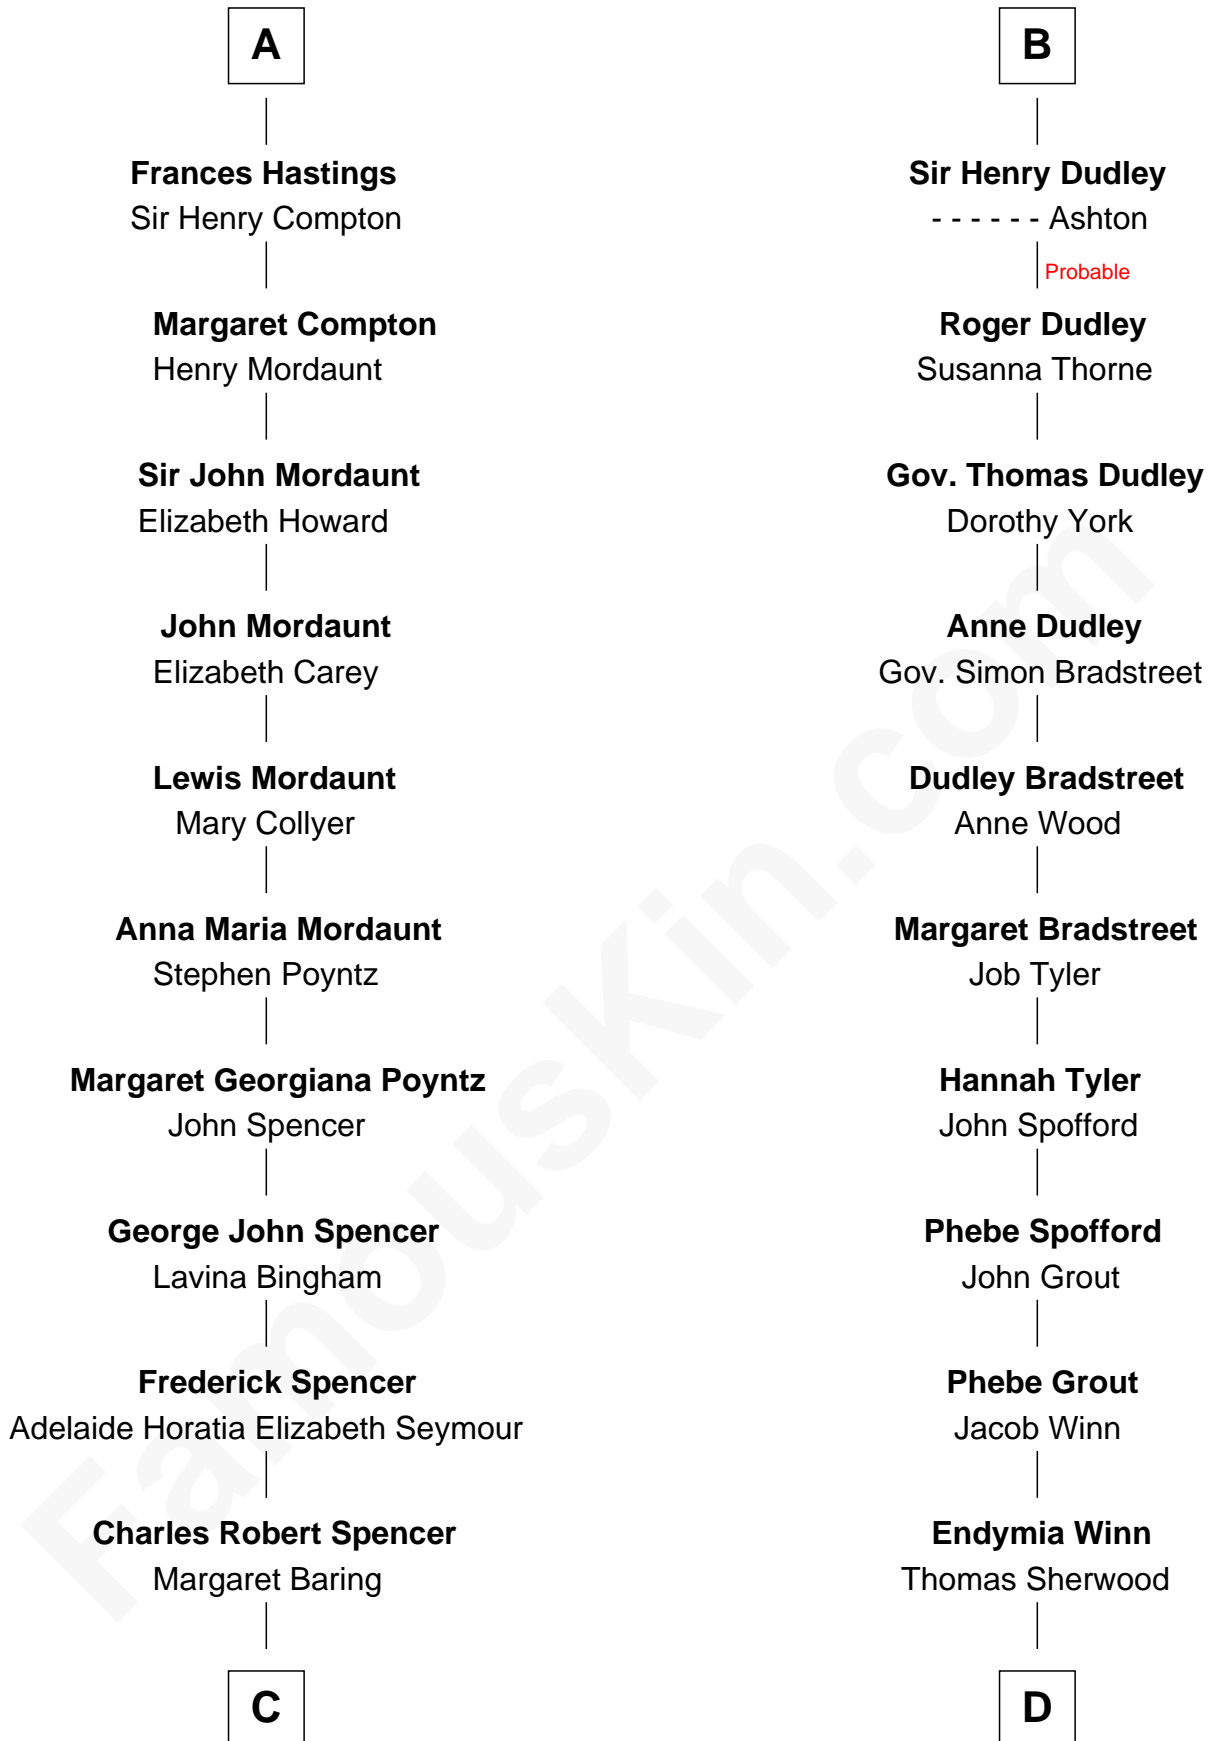 A
Frances Hastings
Sir Henry Compton
Margaret Compton
Henry Mordaunt
Sir John Mordaunt
Elizabeth Howard
John Mordaunt
Elizabeth Carey
Lewis Mordaunt
Mary Collyer
Anna Maria Mordaunt
Stephen Poyntz
Margaret Georgiana Poyntz
John Spencer
George John Spencer
Lavina Bingham
Frederick Spencer
Adelaide Horatia Elizabeth Seymour
Charles Robert Spencer
Margaret Baring
C
B
Sir Henry Dudley
- - - - - - Ashton
Probable
Roger Dudley
Susanna Thorne
Gov. Thomas Dudley
Dorothy York
Anne Dudley
Gov. Simon Bradstreet
Dudley Bradstreet
Anne Wood
Margaret Bradstreet
Job Tyler
Hannah Tyler
John Spofford
Phebe Spofford
John Grout
Phebe Grout
Jacob Winn
Endymia Winn
Thomas Sherwood
D
FamousKin.com